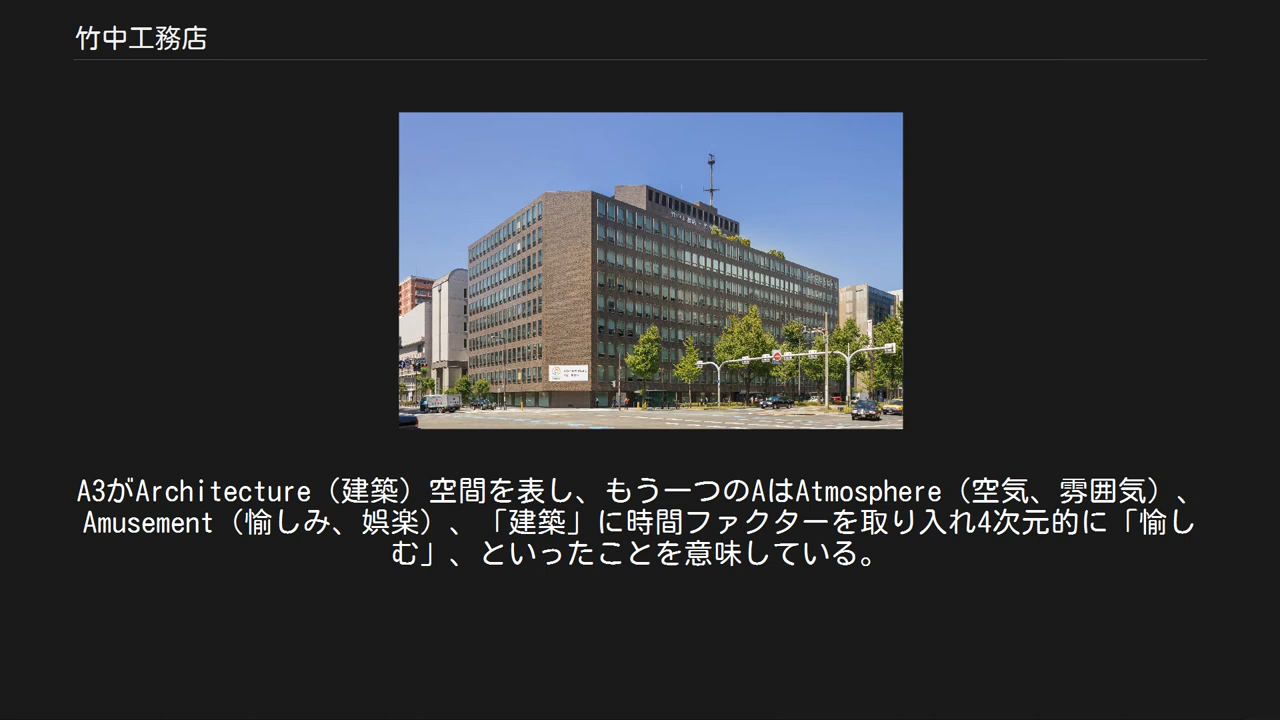 竹中工務店
A3がArchitecture（建築）空間を表し、もう一つのAはAtmosphere（空気、雰囲気）、
Amusement（愉しみ、娯楽）、「建築」に時間ファクターを取り入れ4次元的に「愉し
む」、といったことを意味している。